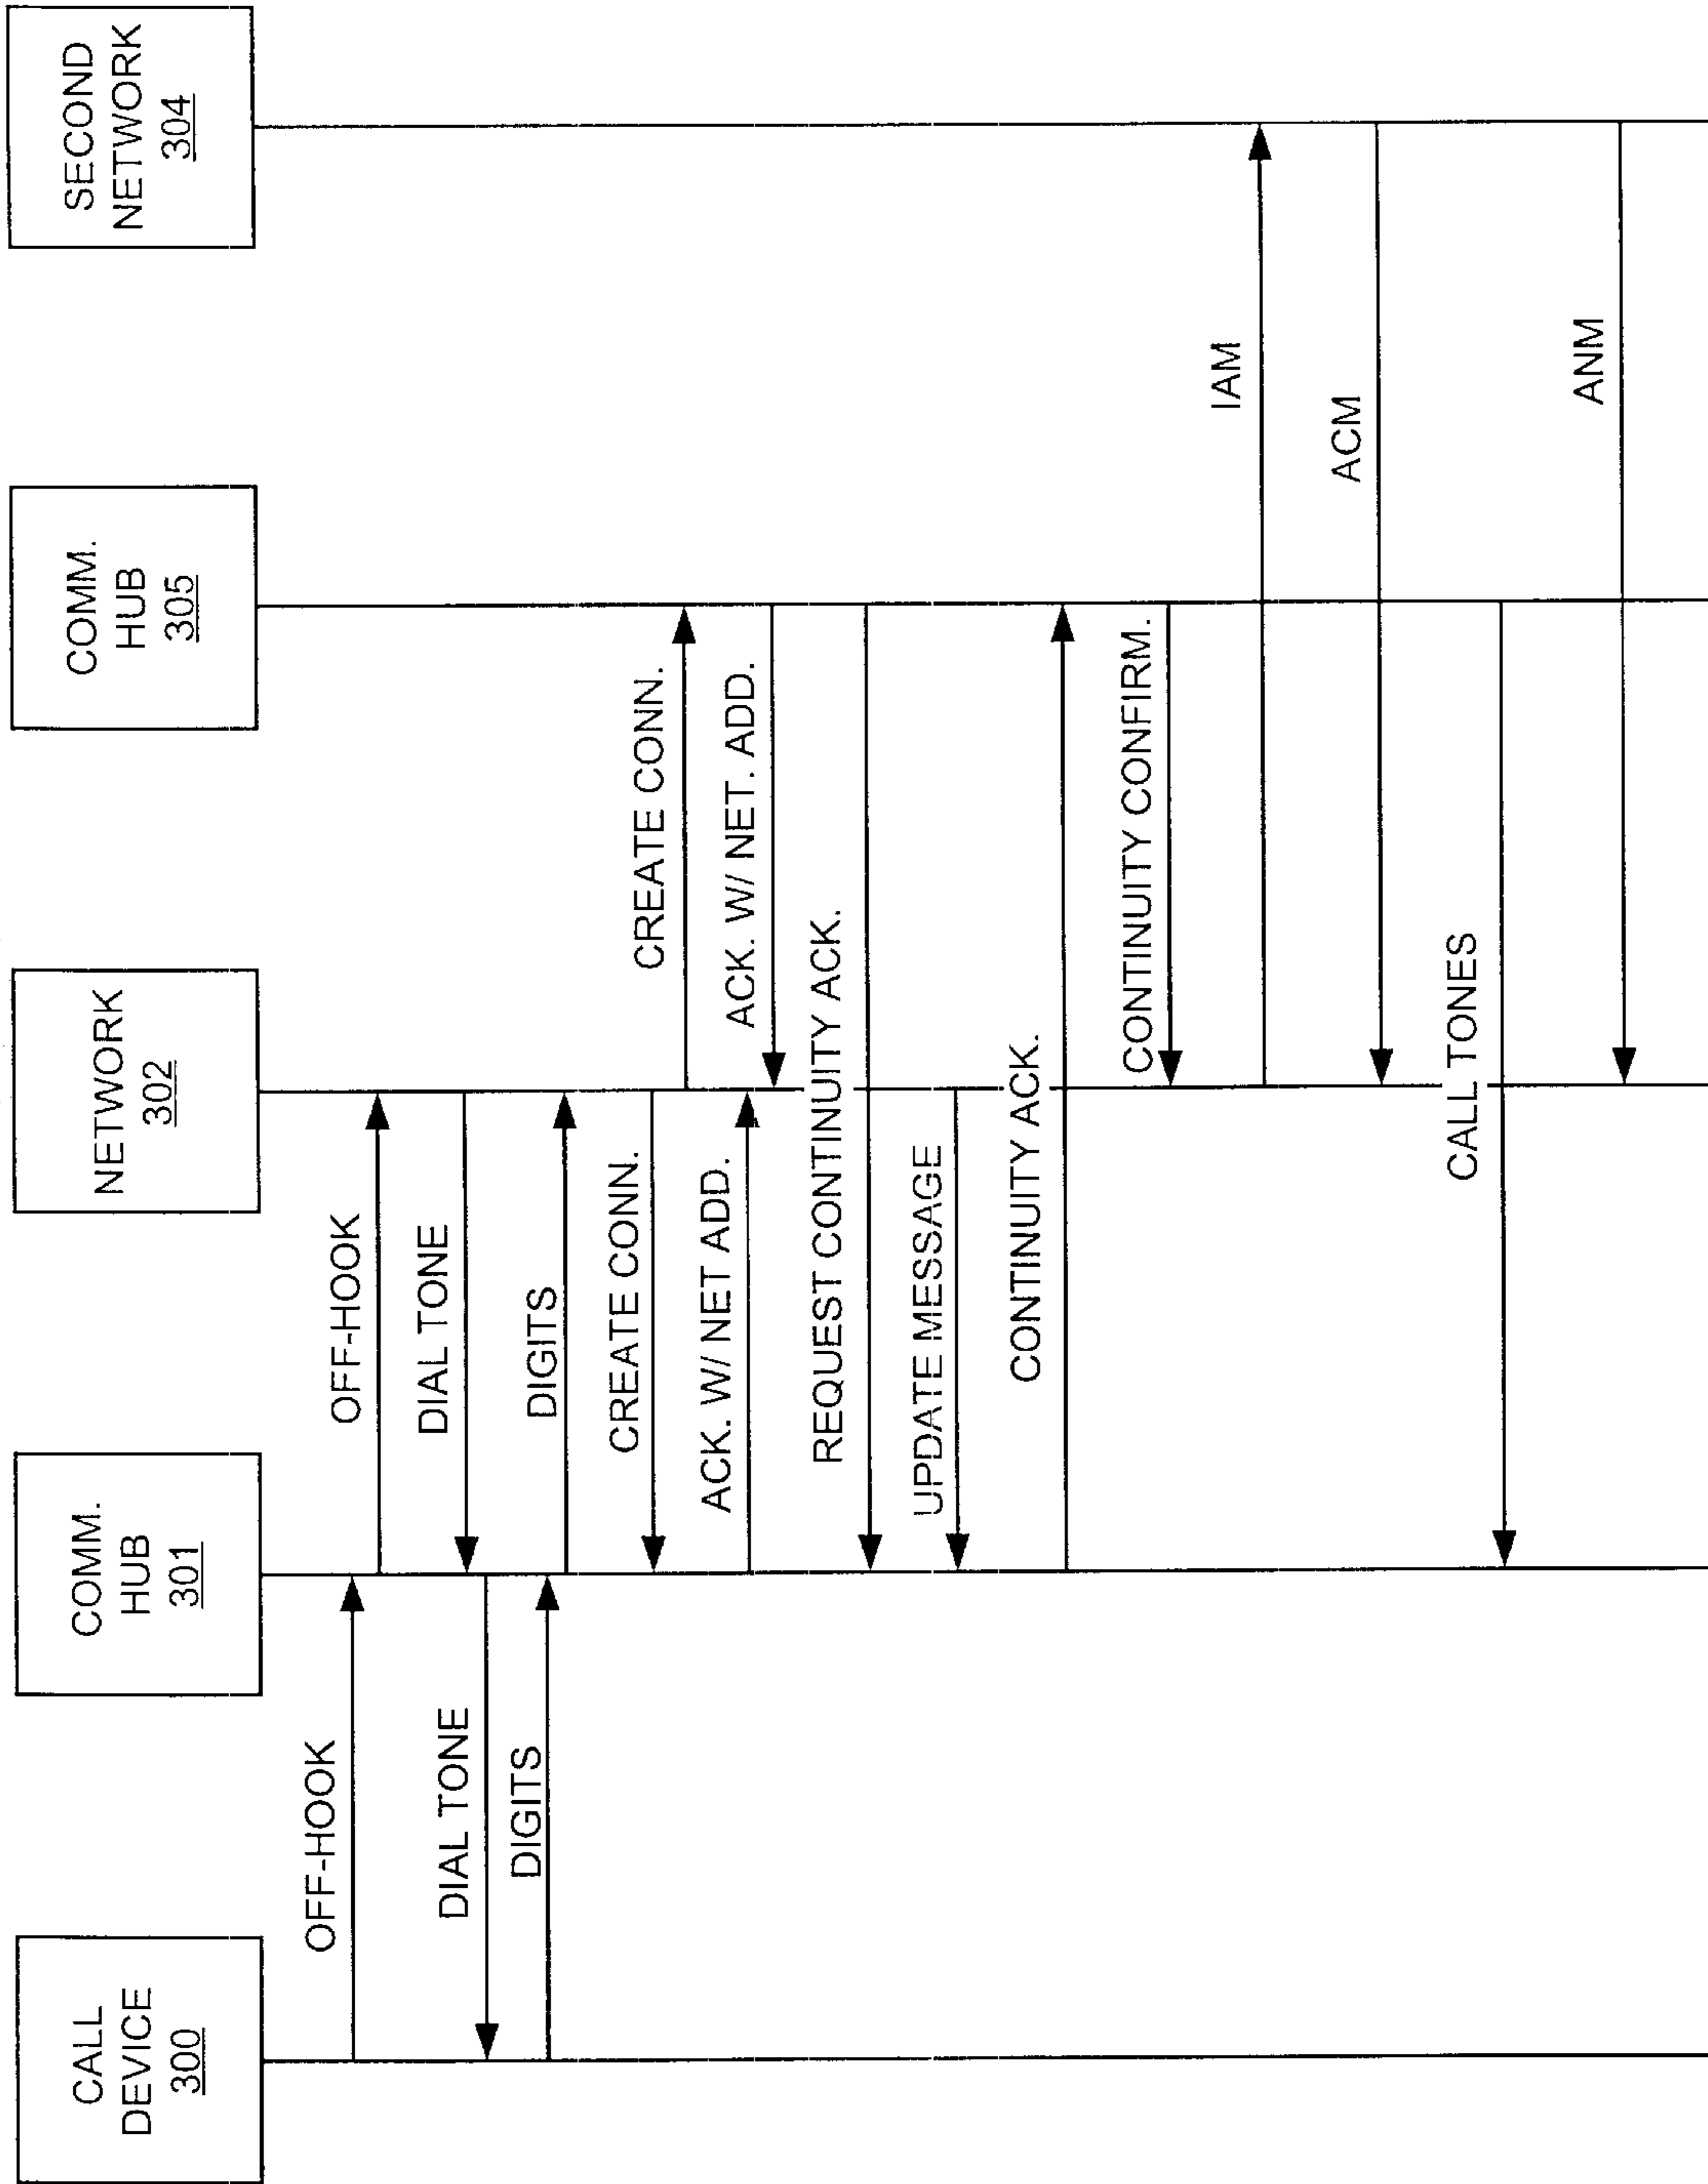 CALL
DEVICE
300
COMM.
HUB
301
NETWORK
302
COMM.
HUB
305
SECOND
NETWORK
304
OFF-HOOK
OFF-HOOK
DIAL TONE
DIAL TONE
DIGITS
DIGITS
CREATE CONN.
CREATE CONN.
ACK. W/ NET ADD.
ACK. W/ NET. ADD.
REQUEST CONTINUITY ACK.
UPDATE MESSAGE
CONTINUITY ACK.
CONTINUITY CONFIRM.
IAM
ACM
CALL TONES
ANM